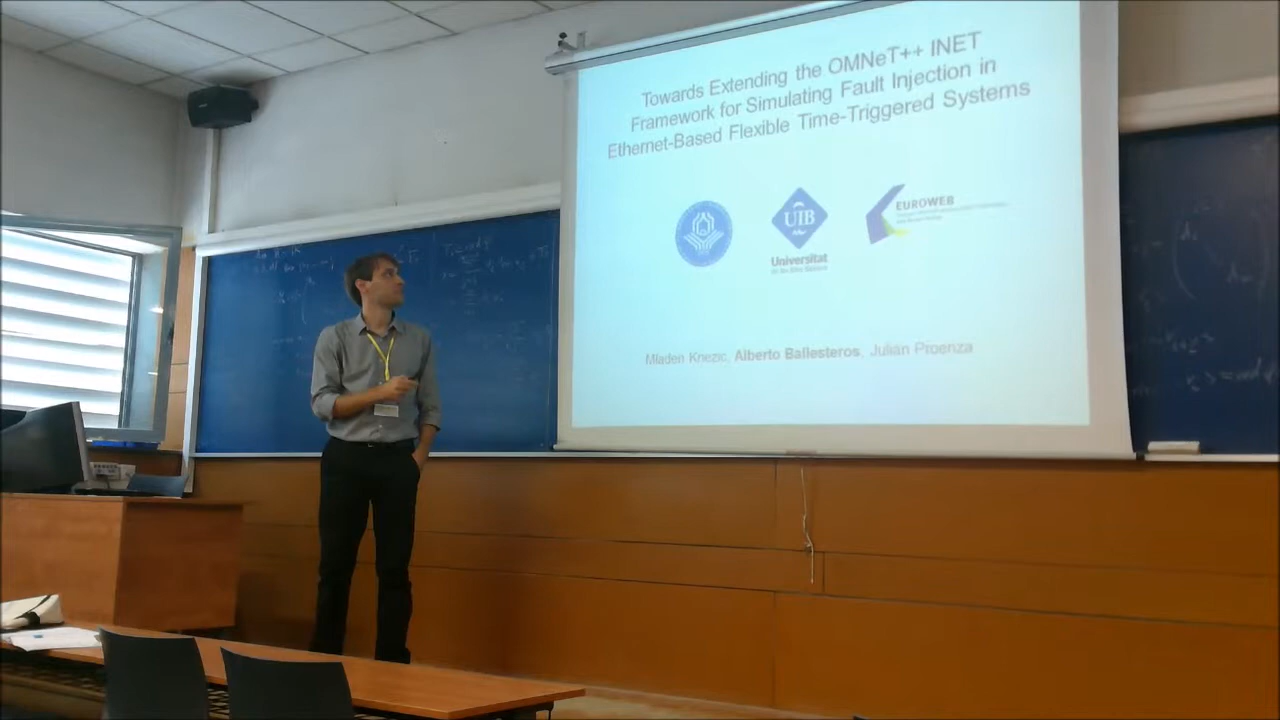 Towards Extending the OMNeT++ INET
Framework for Simulating Fault Injection in
Ethernet-Based Flexible Time-Triggered Systems
UIB
Universitat
EUROWEB
Mladen Knezic, Alberto Ballesteros, Julian Proenza